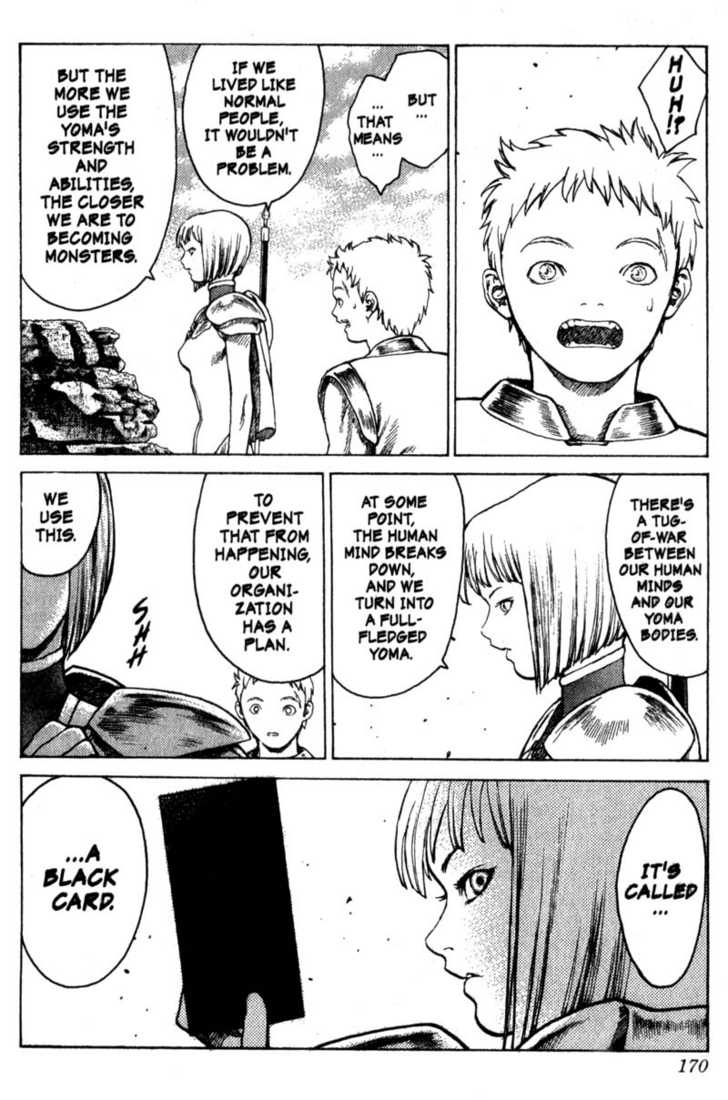 HUH!?
BUT
...
...
THAT
MEANS
...
IF WE
LIVED LIKE
NORMAL
PEOPLE,
IT WOULDN'T
BE A
PROBLEM.
BUT THE
MORE WE
USE THE
YOMA'S
STRENGTH
AND
ABILITIES,
THE CLOSER
WE ARE TO
BECOMING
MONSTERS.
THERE'S
A TUG-
OF-WAR
BETWEEN
OUR HUMAN
MINDS
AND OUR
YOMA
BODIES.
AT SOME
POINT,
THE HUMAN
MIND BREAKS
DOWN,
AND WE
TURN INTO
A FULL-
FLEDGED
YOMA.
TO
PREVENT
THAT FROM
HAPPENING,
OUR
ORGANI-
ZATION
HAS A
PLAN.
SHH
WE
USE
THIS.
IT'S
CALLED
...
...A
BLACK
CARD.
170